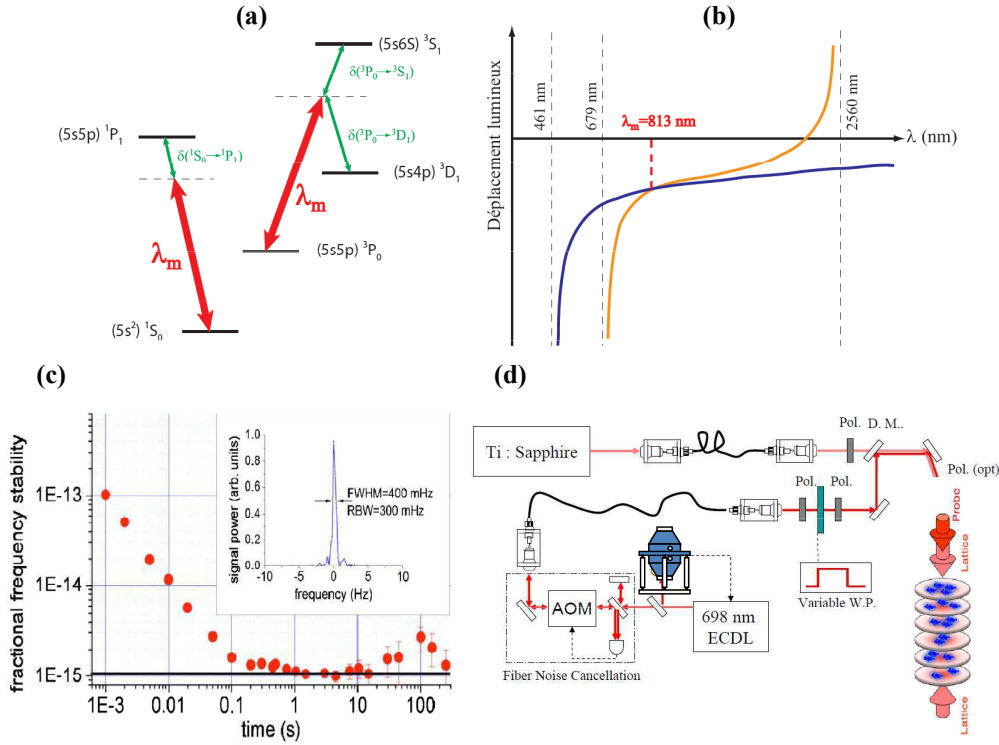 (a)
(5s6S) ³S₁
δ(³P₀→³S₁)
(5s5p) ¹P₁
δ(¹S₀→¹P₁)
δ(³P₀→³D₁)
(5s4p) ³D₁
λm
λm
(5s5p) ³P₀
(5s²) ¹S₀
(b)
Déplacement lumineux
461 nm
679 nm
λm=813 nm
2560 nm
λ (nm)
(c)
fractional frequency stability
1E-13
1E-14
1E-15
1E-3
0.01
0.1
1
10
100
time (s)
signal power (arb. units)
1.0
0.8
0.6
0.4
0.2
0.0
-10
-5
0
5
10
frequency (Hz)
FWHM=400 mHz
RBW=300 mHz
(d)
Ti : Sapphire
Pol.
D. M..
Pol. (opt)
Pol.
Pol.
Variable W.P.
AOM
698 nm
ECDL
Fiber Noise Cancellation
Probe
Lattice
Lattice